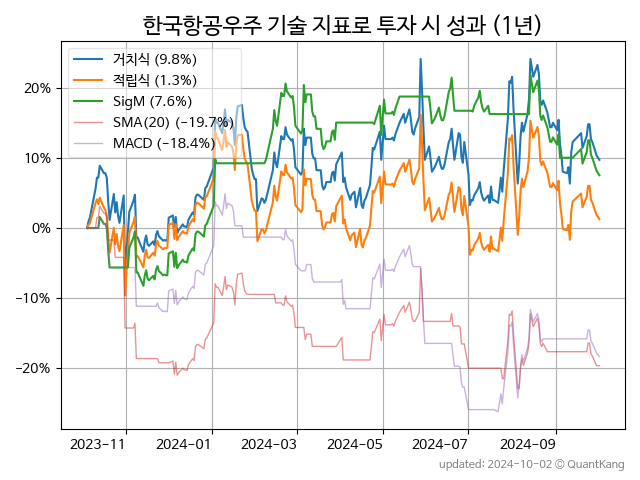 한국항공우주 기술 지표로 투자 시 성과 (1년)
거치식 (9.8%)
적립식 (1.3%)
SigM (7.6%)
SMA(20) (−19.7%)
MACD (−18.4%)
20%
10%
0%
−10%
−20%
2023-11 2024-01 2024-03 2024-05 2024-07 2024-09
updated: 2024-10-02 © QuantKang